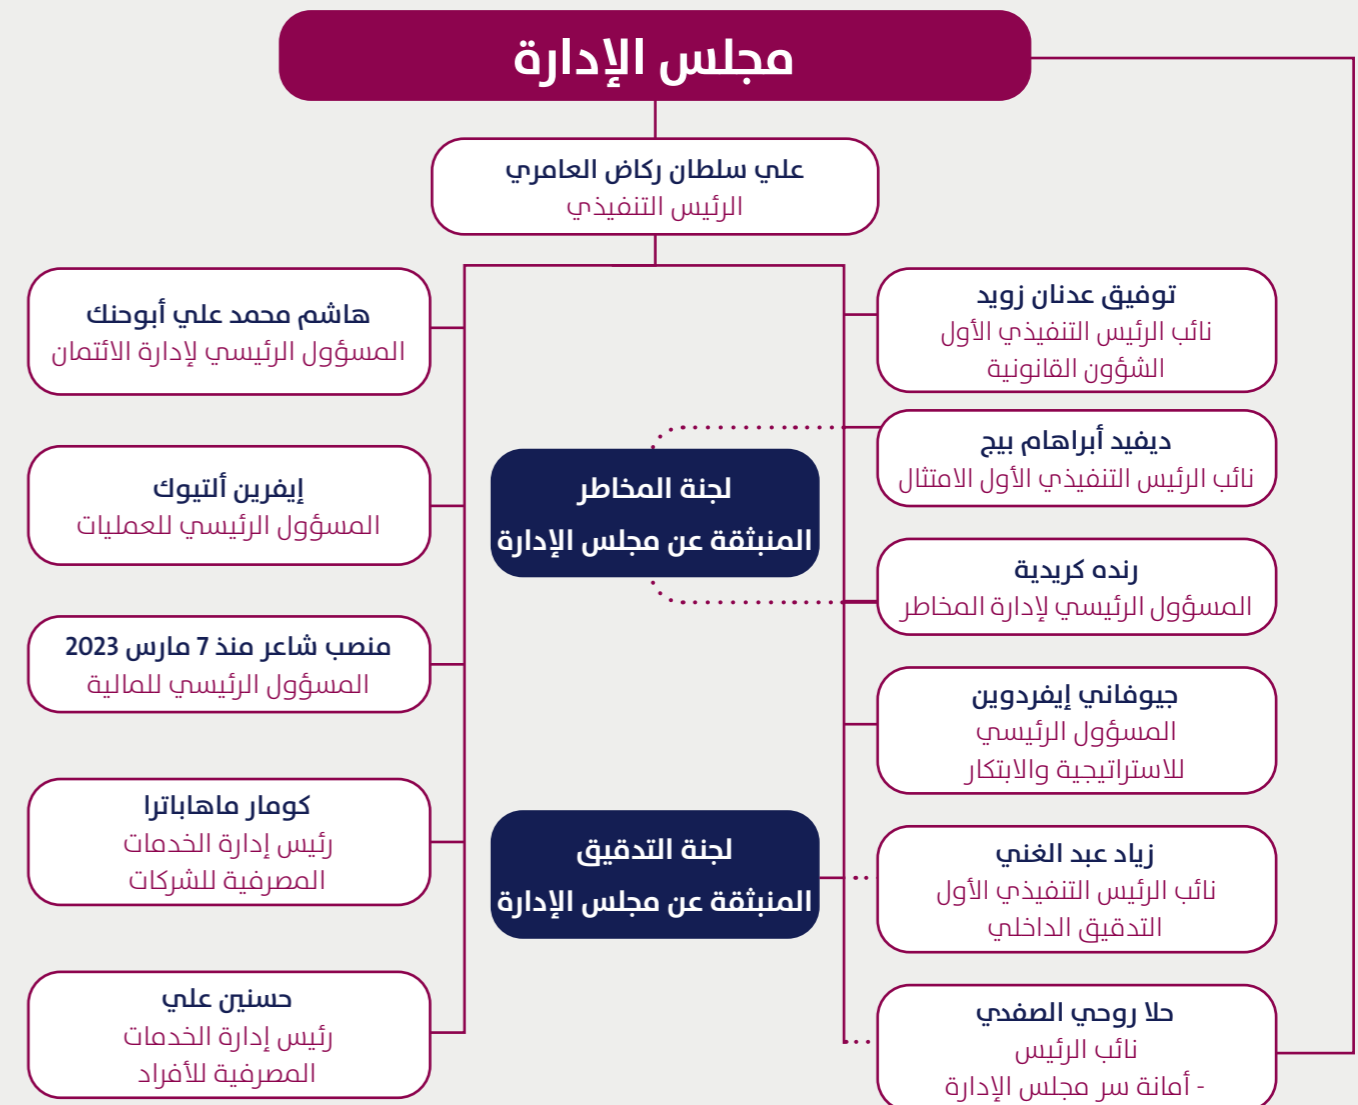 مجلس الإدارة
علي سلطان ركاض العامري
الرئيس التنفيذي
توفيق عدنان زويد
نائب الرئيس التنفيذي الأول
الشؤون القانونية
ديفيد أبراهام بيج
نائب الرئيس التنفيذي الأول الامتثال
رنده كريدية
المسؤول الرئيسي لإدارة المخاطر
جيوفاني إيفردوين
المسؤول الرئيسي
للاستراتيجية والابتكار
زياد عبد الغني
نائب الرئيس التنفيذي الأول
التدقيق الداخلي
حلا روحي الصفدي
نائب الرئيس
- أمانة سر مجلس الإدارة
لجنة المخاطر
المنبثقة عن مجلس الإدارة
لجنة التدقيق
المنبثقة عن مجلس الإدارة
هاشم محمد علي أبوحنك
المسؤول الرئيسي لإدارة الائتمان
إيفرين ألتيوك
المسؤول الرئيسي للعمليات
منصب شاغر منذ 7 مارس 2023
المسؤول الرئيسي للمالية
كومار ماهاباترا
رئيس إدارة الخدمات
المصرفية للشركات
حسنين علي
رئيس إدارة الخدمات
المصرفية للأفراد